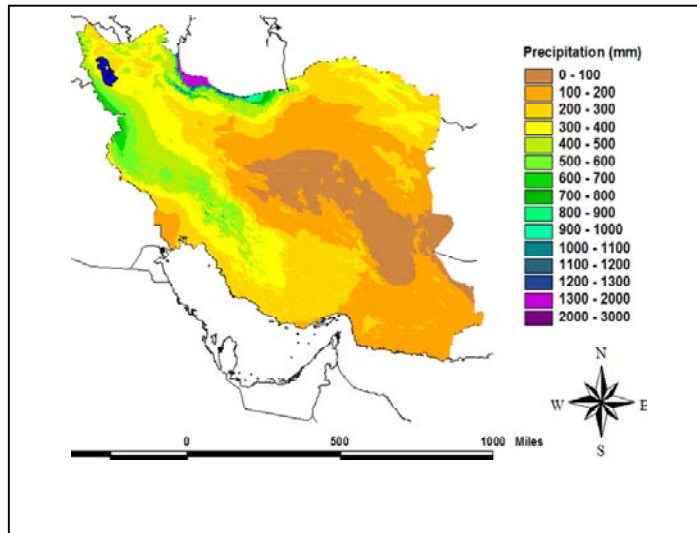 Precipitation (mm)
0 - 100
100 - 200
200 - 300
300 - 400
400 - 500
500 - 600
600 - 700
700 - 800
800 - 900
900 - 1000
1000 - 1100
1100 - 1200
1200 - 1300
1300 - 2000
2000 - 3000
N
W E
S
0 500 1000 Miles